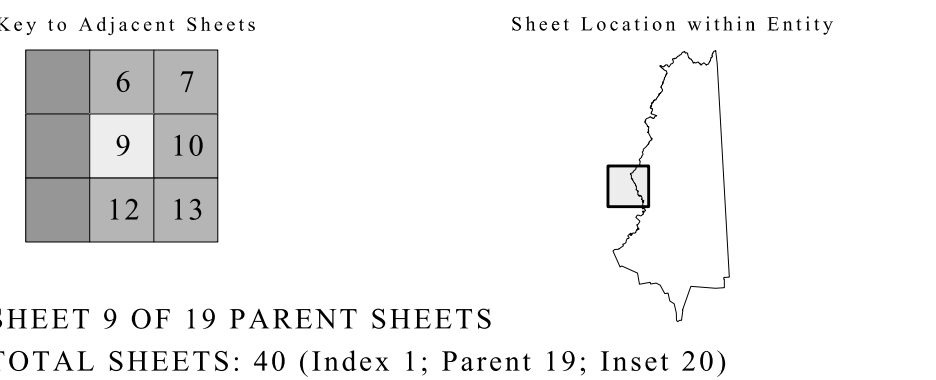 Key to Adjacent Sheets
Sheet Location within Entity
6 7
9 10
12 13
SHEET 9 OF 19 PARENT SHEETS
TOTAL SHEETS: 40 (Index 1; Parent 19; Inset 20)